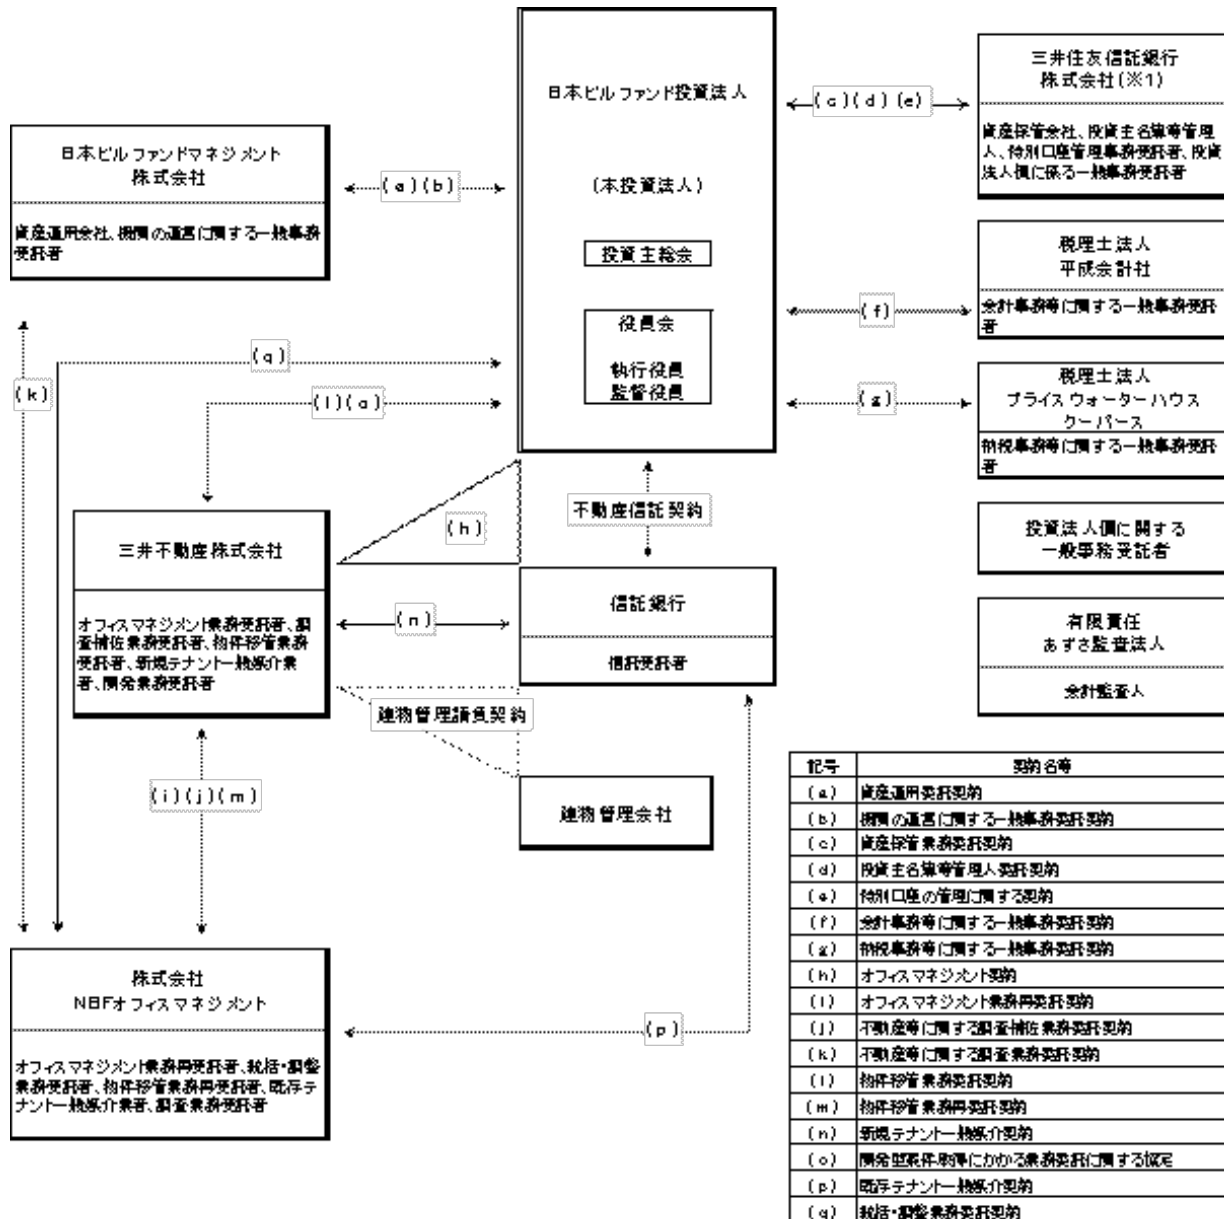 日本ビルファンド投資法人
(本投資法人)
投資主総会
役員会
執行役員
監督役員
三井住友信託銀行
株式会社(※1)
資産保管会社、投資主名簿等管理
人、特別口座管理事務受託者、投資
法人債に係る一般事務受託者
(c)(d)(e)
日本ビルファンドマネジメント
株式会社
資産運用会社、機関の運営に関する一般事務
受託者
(a)(b)
税理士法人
平成会計社
会計事務等に関する一般事務受託
者
(f)
税理士法人
プライスウォーターハウス
クーパース
納税事務等に関する一般事務受託
者
(g)
(q)
(k)
(l)(o)
(h)
不動産信託契約
投資法人債に関する
一般事務受託者
三井不動産株式会社
オフィスマネジメント業務受託者、調
査補佐業務受託者、物件移管業務
受託者、新規テナント一般媒介業
者、開発業務受託者
(n)
信託銀行
信託受託者
有限責任
あずさ監査法人
会計監査人
建物管理請負契約
建物管理会社
(i)(j)(m)
株式会社
NBFオフィスマネジメント
オフィスマネジメント業務再受託者、統括・調整
業務受託者、物件移管業務再受託者、既存テ
ナント一般媒介業者、調査業務受託者
(p)
記号 契約名等
(a) 資産運用委託契約
(b) 機関の運営に関する一般事務委託契約
(c) 資産保管業務委託契約
(d) 投資主名簿等管理人委託契約
(e) 特別口座の管理に関する契約
(f) 会計事務等に関する一般事務委託契約
(g) 納税事務等に関する一般事務委託契約
(h) オフィスマネジメント契約
(i) オフィスマネジメント業務再委託契約
(j) 不動産等に関する調査補佐業務委託契約
(k) 不動産等に関する調査業務委託契約
(l) 物件移管業務委託契約
(m) 物件移管業務再委託契約
(n) 新規テナント一般媒介契約
(o) 開発型案件取得にかかる業務委託に関する協定
(p) 既存テナント一般媒介契約
(q) 統括・調整業務委託契約